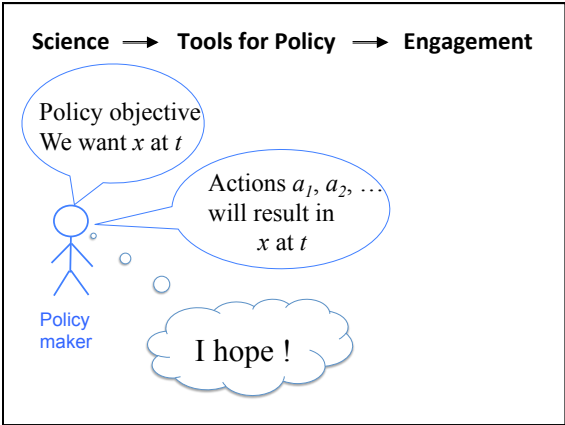 Science → Tools for Policy → Engagement
Policy objective
We want x at t
Actions a1, a2, …
will result in
x at t
Policy
maker
I hope !